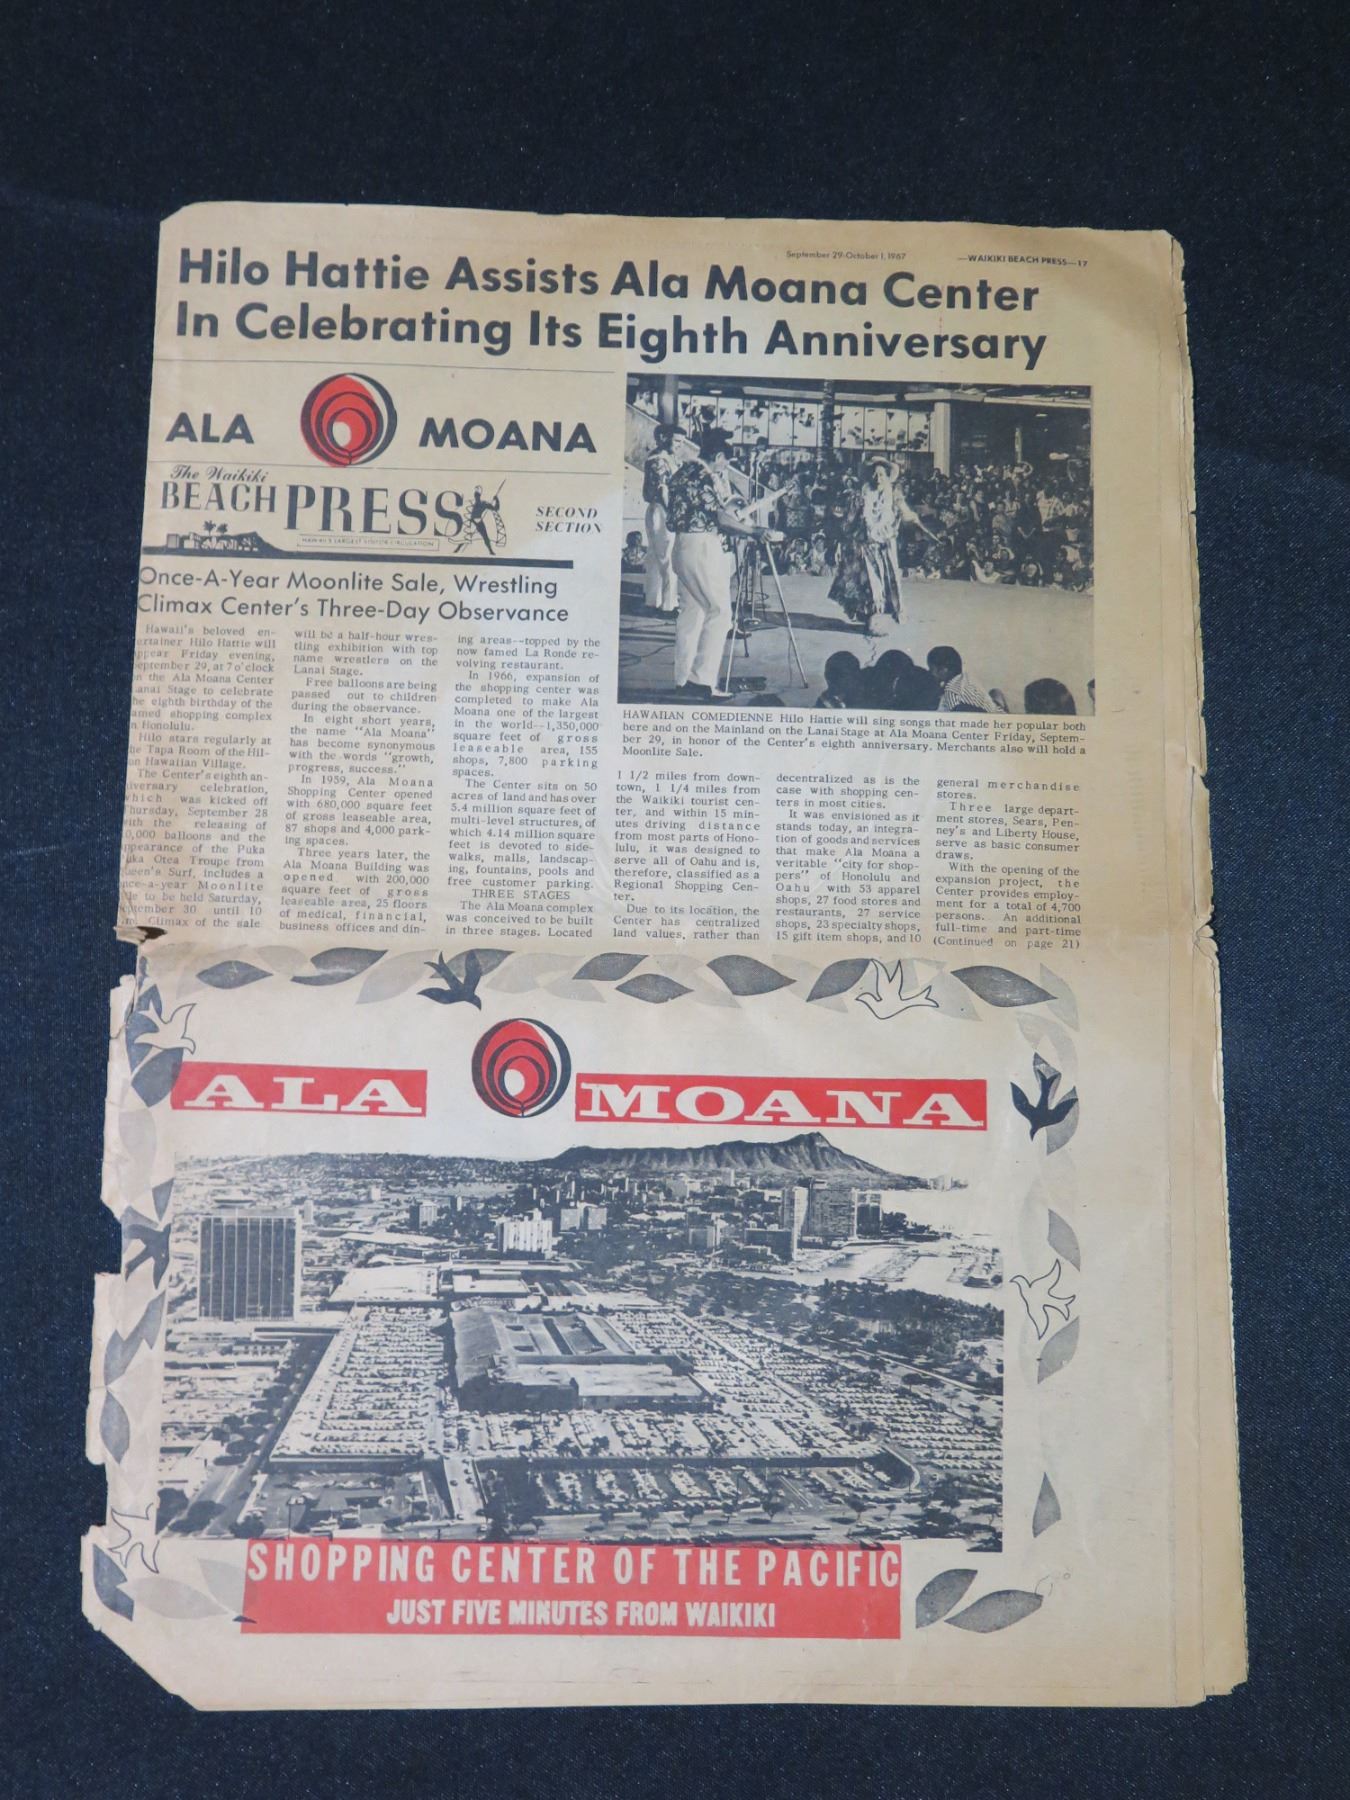 September 29-October 1, 1967
—WAIKIKI BEACH PRESS—17
Hilo Hattie Assists Ala Moana Center
In Celebrating Its Eighth Anniversary
ALA MOANA
The Waikiki
BEACH PRESS
HAWAII'S LARGEST VISITOR CIRCULATION
SECOND
SECTION
Once-A-Year Moonlite Sale, Wrestling
Climax Center's Three-Day Observance
Hawaii's beloved en-
ertainer Hilo Hattie will
ppear Friday evening,
eptember 29, at 7 o'clock
n the Ala Moana Center
anai Stage to celebrate
he eighth birthday of the
amed shopping complex
n Honolulu.
Hilo stars regularly at
he Tapa Room of the Hil-
on Hawaiian Village.
The Center's eighth an-
iversary celebration,
which was kicked off
hursday, September 28
ith the releasing of
0,000 balloons and the
ppearance of the Puka
uka Otea Troupe from
ueen's Surf, includes a
nce-a-year Moonlite
le to be held Saturday,
eptember 30 until 10
Climax of the sale
will be a half-hour wres-
tling exhibition with top
name wrestlers on the
Lanai Stage.
Free balloons are being
passed out to children
during the observance.
In eight short years,
the name "Ala Moana"
has become synonymous
with the words "growth,
progress, success."
In 1959, Ala Moana
Shopping Center opened
with 680,000 square feet
of gross leaseable area,
87 shops and 4,000 park-
ing spaces.
Three years later, the
Ala Moana Building was
opened with 200,000
square feet of gross
leaseable area, 25 floors
of medical, financial,
business offices and din-
ing areas--topped by the
now famed La Ronde re-
volving restaurant.
In 1966, expansion of
the shopping center was
completed to make Ala
Moana one of the largest
in the world--1,350,000
square feet of gross
leaseable area, 155
shops, 7,800 parking
spaces.
The Center sits on 50
acres of land and has over
5.4 million square feet of
multi-level structures, of
which 4.14 million square
feet is devoted to side-
walks, malls, landscap-
ing, fountains, pools and
free customer parking.
THREE STAGES
The Ala Moana complex
was conceived to be built
in three stages. Located
HAWAIIAN COMEDIENNE Hilo Hattie will sing songs that made her popular both
here and on the Mainland on the Lanai Stage at Ala Moana Center Friday, Septem-
ber 29, in honor of the Center's eighth anniversary. Merchants also will hold a
Moonlite Sale.
1 1/2 miles from down-
town, 1 1/4 miles from
the Waikiki tourist cen-
ter, and within 15 min-
utes driving distance
from most parts of Hono-
lulu, it was designed to
serve all of Oahu and is,
therefore, classified as a
Regional Shopping Cen-
ter.
Due to its location, the
Center has centralized
land values, rather than
decentralized as is the
case with shopping cen-
ters in most cities.
It was envisioned as it
stands today, an integra-
tion of goods and services
that make Ala Moana a
veritable "city for shop-
pers" of Honolulu and
Oahu with 53 apparel
shops, 27 food stores and
restaurants, 27 service
shops, 23 specialty shops,
15 gift item shops, and 10
general merchandise
stores.
Three large depart-
ment stores, Sears, Pen-
ney's and Liberty House,
serve as basic consumer
draws.
With the opening of the
expansion project, the
Center provides employ-
ment for a total of 4,700
persons. An additional
full-time and part-time
(Continued on page 21)
ALA MOANA
SHOPPING CENTER OF THE PACIFIC
JUST FIVE MINUTES FROM WAIKIKI